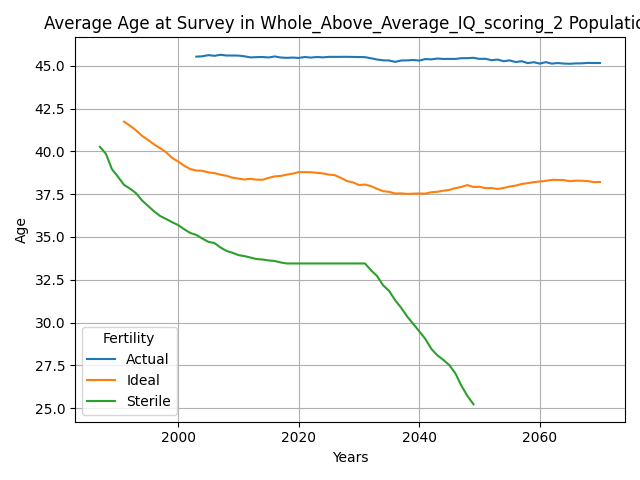 Average Age at Survey in Whole_Above_Average_IQ_scoring_2 Populati
45.0
42.5
40.0
37.5
35.0
32.5
30.0
27.5
25.0
Age
Fertility
Actual
Ideal
Sterile
2000
2020
2040
2060
Years